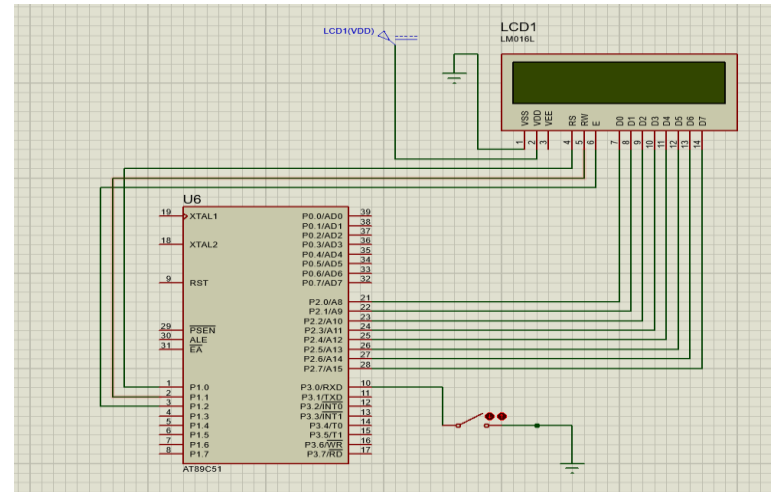 LCD1
LM016L
LCD1(VDD)
VSS VDD VEE RS RW E D0 D1 D2 D3 D4 D5 D6 D7
1 2 3 4 5 6 7 8 9 10 11 12 13 14
U6
19 XTAL1 P0.0/AD0 39
P0.1/AD1 38
P0.2/AD2 37
18 XTAL2 P0.3/AD3 36
P0.4/AD4 35
P0.5/AD5 34
P0.6/AD6 33
9 RST P0.7/AD7 32
P2.0/A8 21
P2.1/A9 22
P2.2/A10 23
29 PSEN P2.3/A11 24
30 ALE P2.4/A12 25
31 EA P2.5/A13 26
P2.6/A14 27
P2.7/A15 28
1 P1.0 P3.0/RXD 10
2 P1.1 P3.1/TXD 11
3 P1.2 P3.2/INT0 12
4 P1.3 P3.3/INT1 13
5 P1.4 P3.4/T0 14
6 P1.5 P3.5/T1 15
7 P1.6 P3.6/WR 16
8 P1.7 P3.7/RD 17
AT89C51